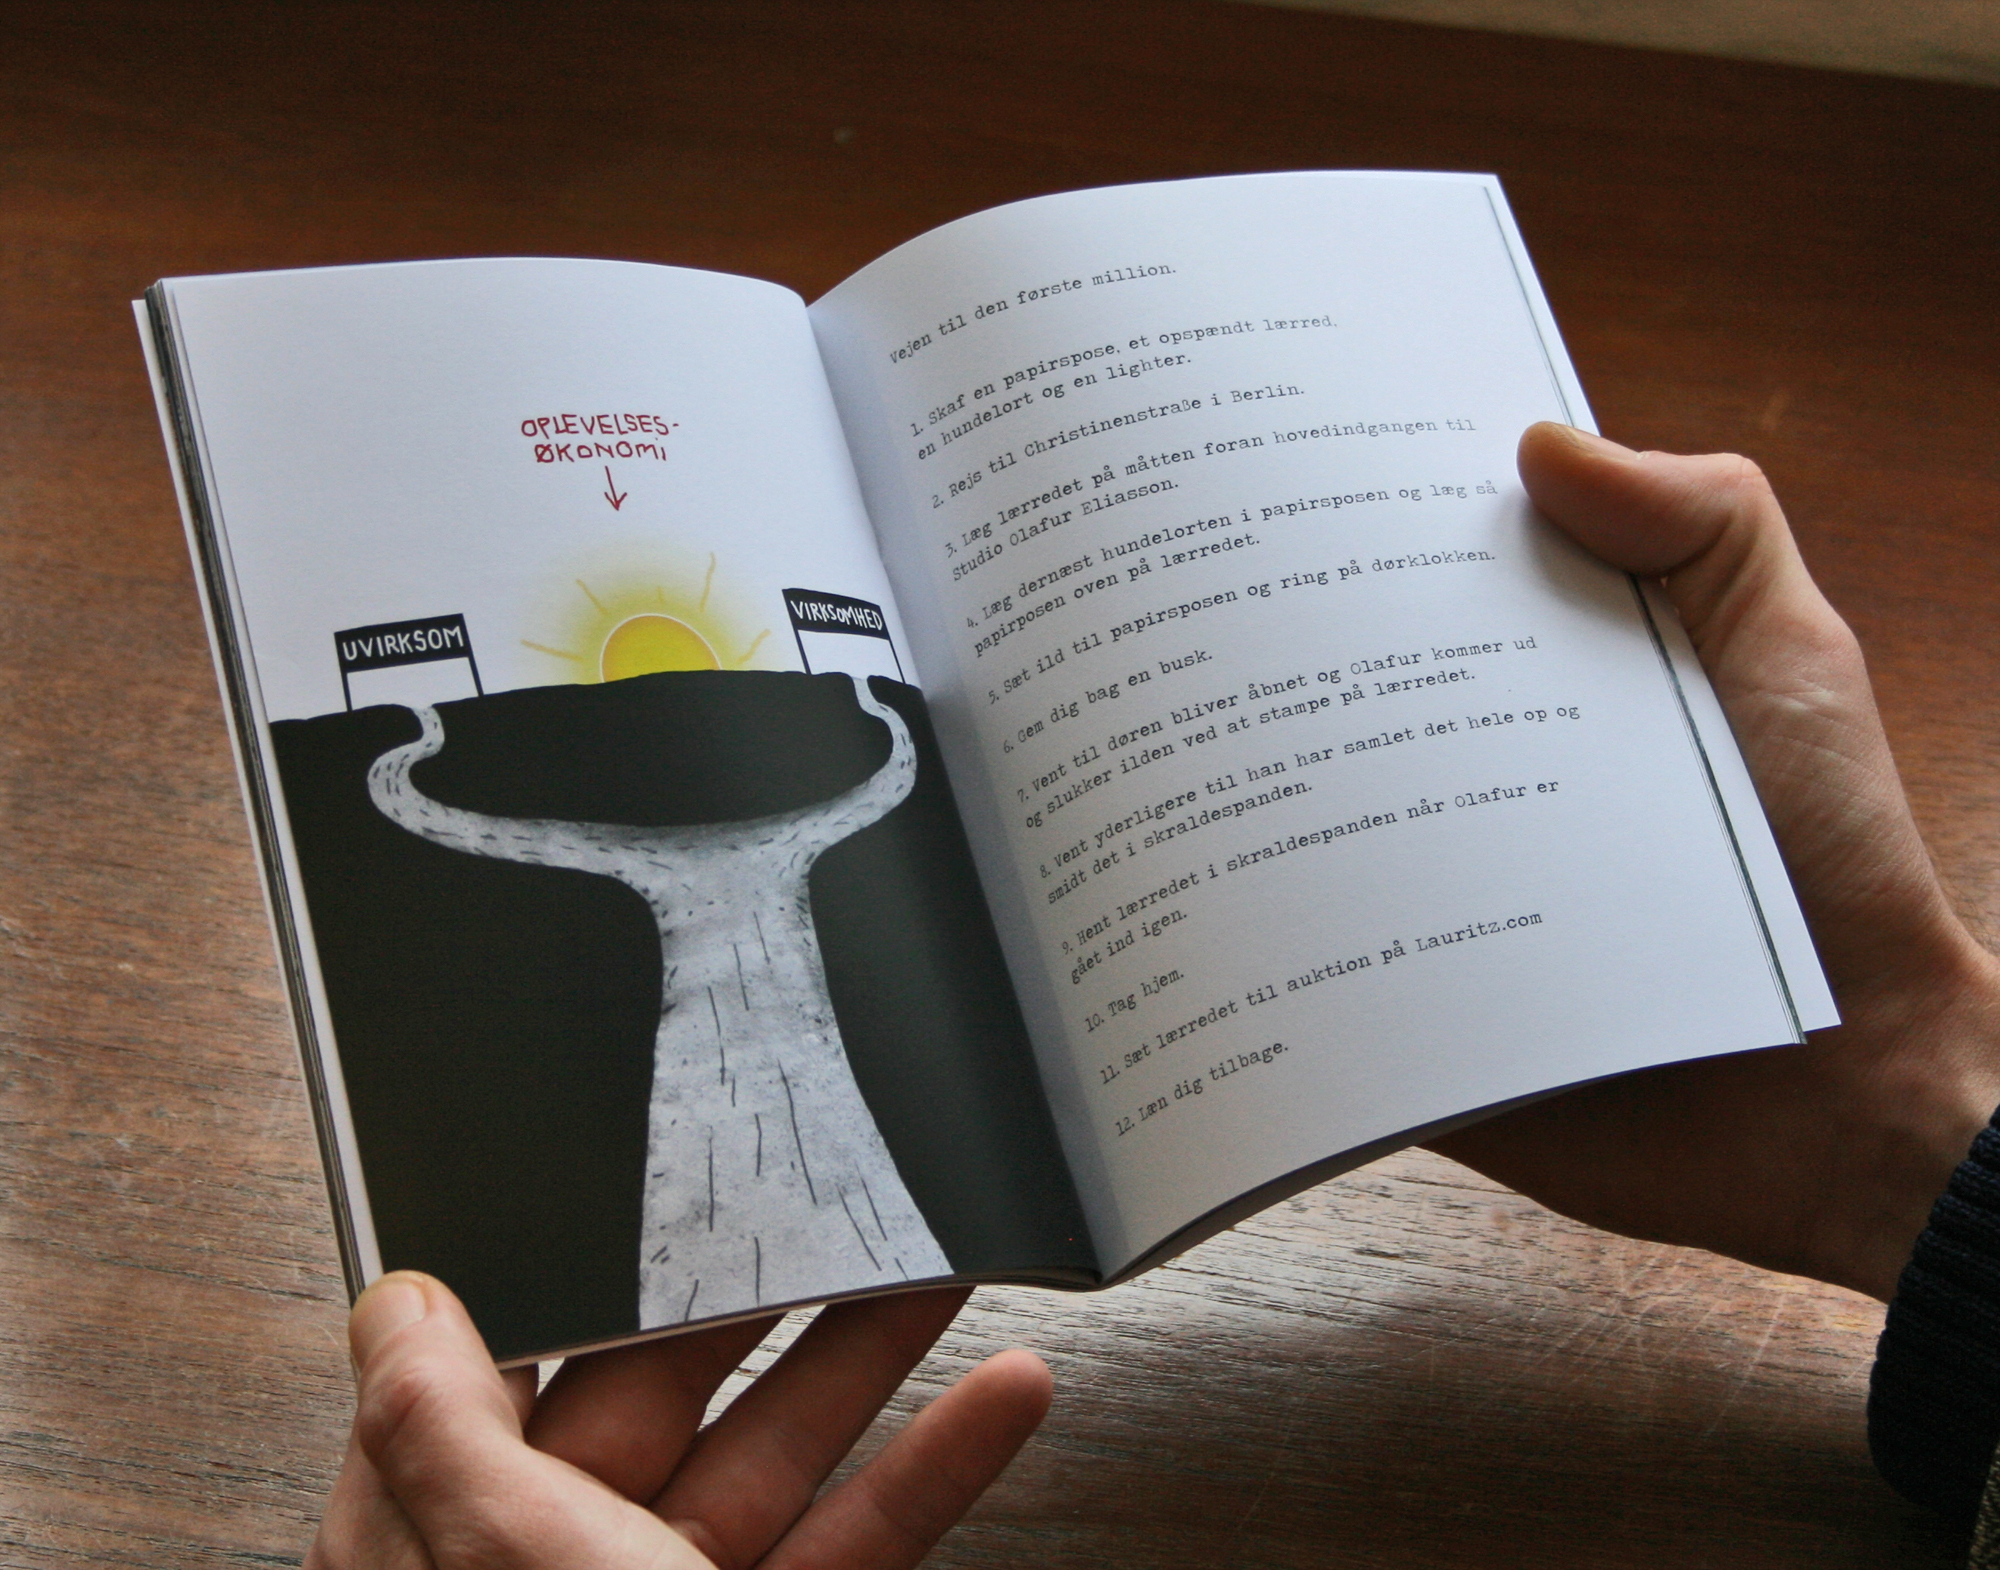 OPLEVELSES-
ØKONOMI
UVIRKSOM
VIRKSOMHED
Vejen til den første million.
1. Skaf en papirspose, et opspændt lærred,
en hundelort og en lighter.
2. Rejs til Christinenstraße i Berlin.
3. Læg lærredet på måtten foran hovedindgangen til
Studio Olafur Eliasson.
4. Læg dernæst hundelorten i papirsposen og læg så
papirposen oven på lærredet.
5. Sæt ild til papirsposen og ring på dørklokken.
6. Gem dig bag en busk.
7. Vent til døren bliver åbnet og Olafur kommer ud
og slukker ilden ved at stampe på lærredet.
8. Vent yderligere til han har samlet det hele op og
smidt det i skraldespanden.
9. Hent lærredet i skraldespanden når Olafur er
gået ind igen.
10. Tag hjem.
11. Sæt lærredet til auktion på Lauritz.com
12. Læn dig tilbage.